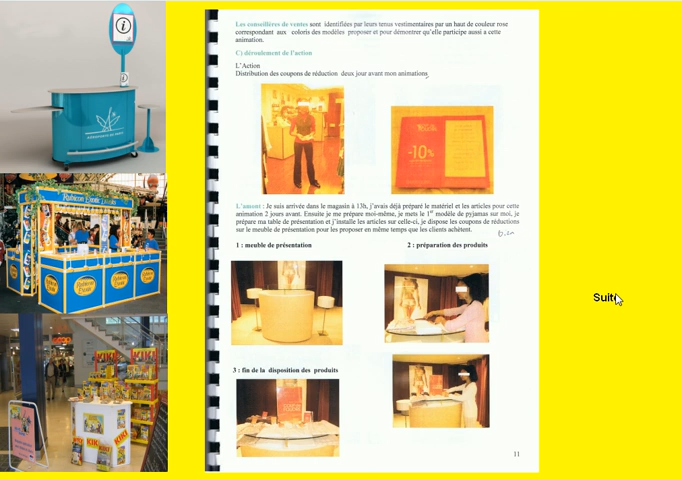 Les conseillères de ventes sont identifiées par leurs tenus vestimentaires par un haut de couleur rose
correspondant aux coloris des modèles proposer et pour démontrer qu'elle participe aussi a cette
animation.
C) déroulement de l'action
L'Action
Distribution des coupons de réduction deux jour avant mon animations
-10%
L'amont : Je suis arrivée dans le magasin à 13h, j'avais déjà préparé le matériel et les articles pour cette
animation 2 jours avant. Ensuite je me prépare moi-même, je mets le 1er modèle de pyjamas sur moi, je
prépare ma table de présentation et j'installe les articles sur celle-ci, je dispose les coupons de réductions
sur le meuble de présentation pour les proposer en même temps que les clients achètent.
1 : meuble de présentation
2 : préparation des produits
3 : fin de la disposition des produits
11
Suite
i
KIKI
KIKI
KIKI
KIKI